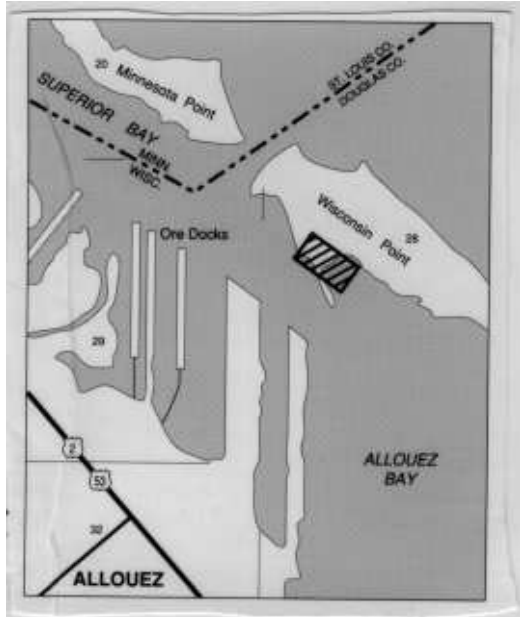 20
Minnesota Point
SUPERIOR BAY
ST. LOUIS CO.
DOUGLAS CO.
MINN.
WISC.
Wisconsin Point
28
Ore Docks
29
2
53
ALLOUEZ
BAY
32
ALLOUEZ